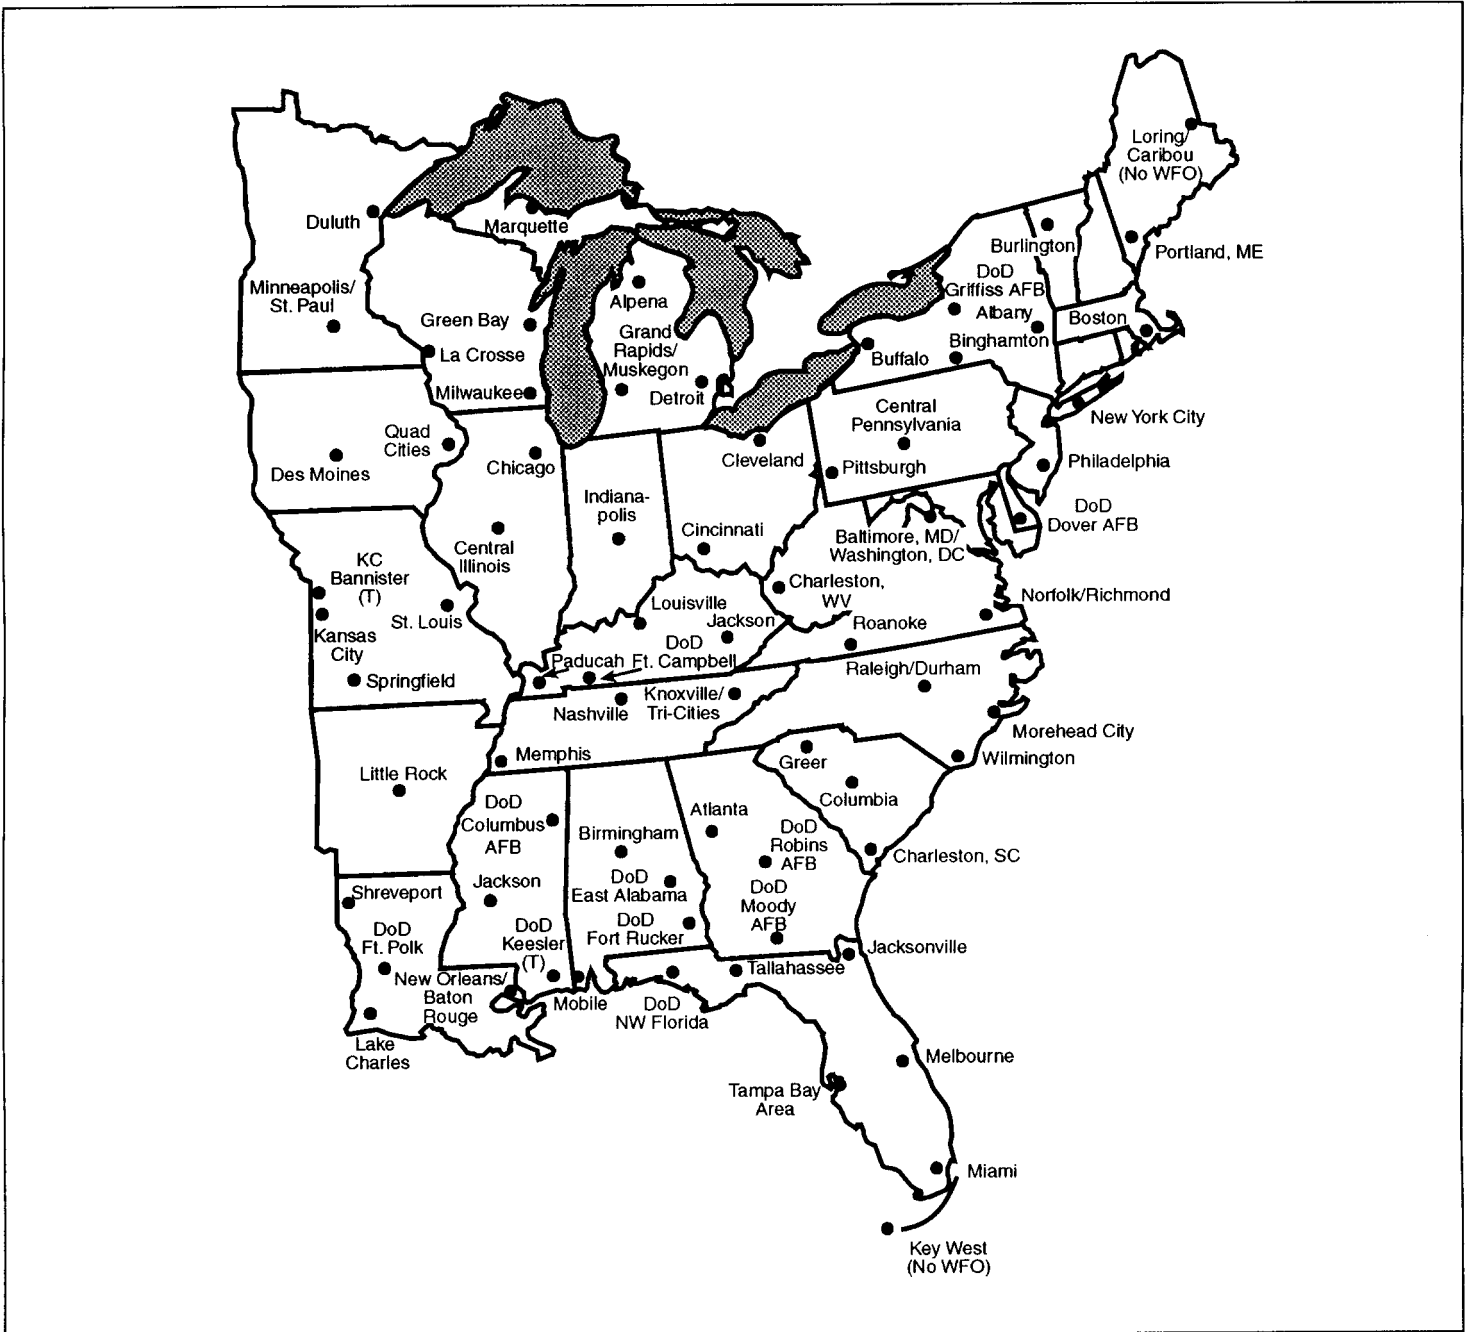 Loring/
Caribou
(No WFO)
Duluth
Marquette
Burlington
Portland, ME
DoD
Griffiss AFB
Minneapolis/
St. Paul
Alpena
Albany
Boston
Green Bay
Grand
Rapids/
Muskegon
Binghamton
La Crosse
Buffalo
Milwaukee
Detroit
Central
Pennsylvania
New York City
Quad
Cities
Chicago
Cleveland
Pittsburgh
Philadelphia
Des Moines
Indiana-
polis
DoD
Dover AFB
Cincinnati
Baltimore, MD/
Washington, DC
Central
Illinois
KC
Bannister
(T)
Charleston,
WV
Norfolk/Richmond
Louisville
St. Louis
Jackson
Roanoke
Kansas
City
DoD
Ft. Campbell
Paducah
Springfield
Raleigh/Durham
Nashville
Knoxville/
Tri-Cities
Morehead City
Memphis
Greer
Wilmington
Little Rock
Columbia
DoD
Columbus
AFB
Atlanta
Birmingham
DoD
Robins
AFB
Charleston, SC
Jackson
DoD
East Alabama
DoD
Moody
AFB
Shreveport
DoD
Ft. Polk
DoD
Keesler
(T)
DoD
Fort Rucker
Jacksonville
Tallahassee
New Orleans/
Baton
Rouge
Mobile
DoD
NW Florida
Lake
Charles
Melbourne
Tampa Bay
Area
Miami
Key West
(No WFO)